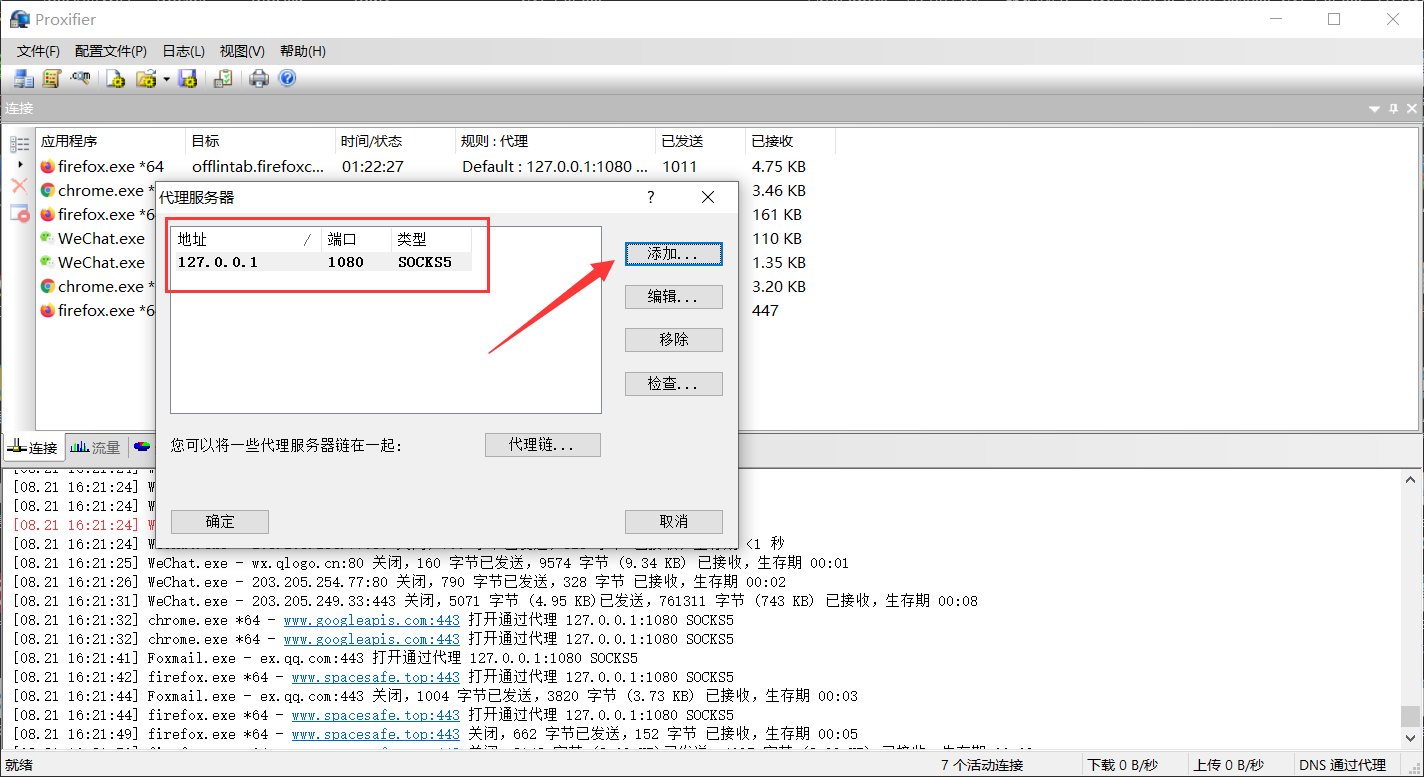 Proxifier
文件(F) 配置文件(P) 日志(L) 视图(V) 帮助(H)
连接
应用程序 目标 时间/状态 规则 : 代理 已发送 已接收
firefox.exe *64 offlintab.firefoxc... 01:22:27 Default : 127.0.0.1:1080 ... 1011 4.75 KB
chrome.exe * 3.46 KB
firefox.exe *6 161 KB
WeChat.exe 110 KB
WeChat.exe 1.35 KB
chrome.exe * 3.20 KB
firefox.exe *6 447
代理服务器 ?
地址 / 端口 类型
127.0.0.1 1080 SOCKS5
添加...
编辑...
移除
检查...
您可以将一些代理服务器链在一起: 代理链...
确定 取消
连接 流量
[08.21 16:21:24] W
[08.21 16:21:24] W
[08.21 16:21:24] W
[08.21 16:21:24] <1 秒
[08.21 16:21:25] WeChat.exe - wx.qlogo.cn:80 关闭，160 字节已发送，9574 字节 (9.34 KB) 已接收，生存期 00:01
[08.21 16:21:26] WeChat.exe - 203.205.254.77:80 关闭，790 字节已发送，328 字节 已接收，生存期 00:02
[08.21 16:21:31] WeChat.exe - 203.205.249.33:443 关闭，5071 字节 (4.95 KB)已发送，761311 字节 (743 KB) 已接收，生存期 00:08
[08.21 16:21:32] chrome.exe *64 - www.googleapis.com:443 打开通过代理 127.0.0.1:1080 SOCKS5
[08.21 16:21:32] chrome.exe *64 - www.googleapis.com:443 打开通过代理 127.0.0.1:1080 SOCKS5
[08.21 16:21:41] Foxmail.exe - ex.qq.com:443 打开通过代理 127.0.0.1:1080 SOCKS5
[08.21 16:21:42] firefox.exe *64 - www.spacesafe.top:443 打开通过代理 127.0.0.1:1080 SOCKS5
[08.21 16:21:44] Foxmail.exe - ex.qq.com:443 关闭，1004 字节已发送，3820 字节 (3.73 KB) 已接收，生存期 00:03
[08.21 16:21:44] firefox.exe *64 - www.spacesafe.top:443 打开通过代理 127.0.0.1:1080 SOCKS5
[08.21 16:21:49] firefox.exe *64 - www.spacesafe.top:443 关闭，662 字节已发送，152 字节 已接收，生存期 00:05
就绪 7 个活动连接 下载 0 B/秒 上传 0 B/秒 DNS 通过代理